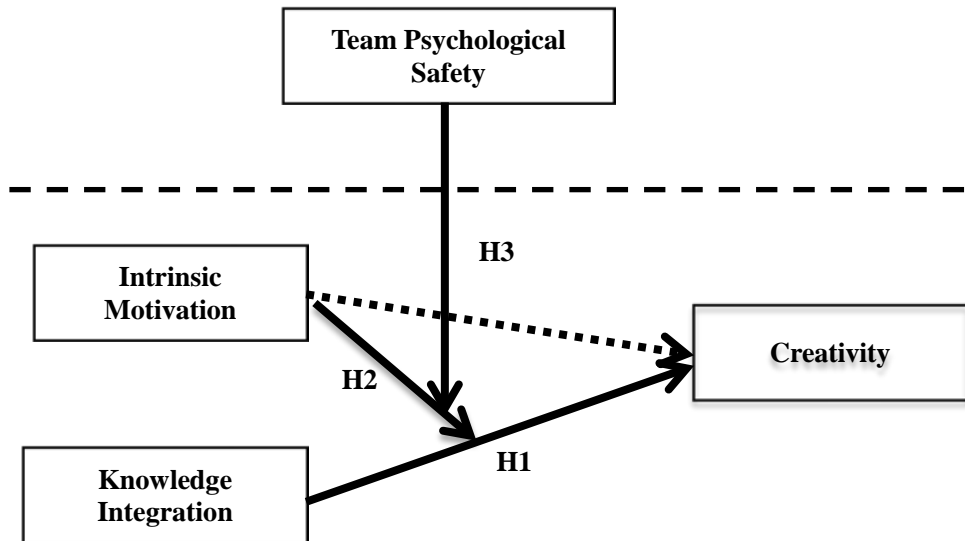 Team Psychological
Safety
H3
Intrinsic
Motivation
Creativity
H2
H1
Knowledge
Integration